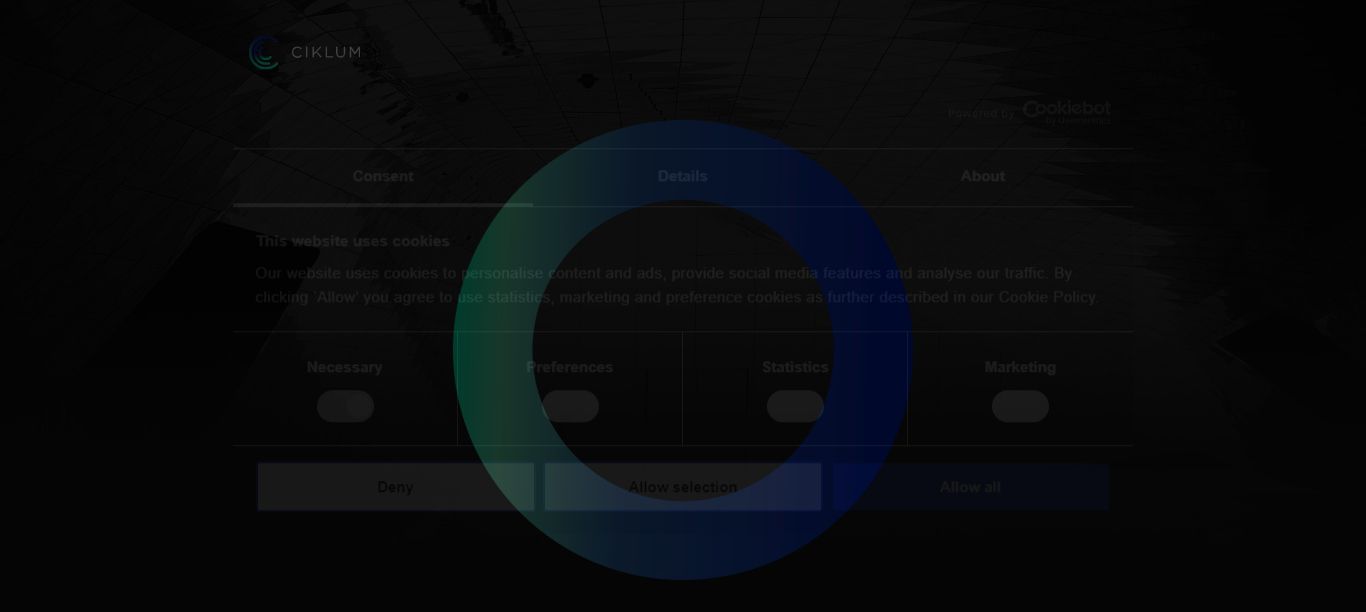 CIKLUM
Powered by Cookiebot
by Usercentrics
Consent
Details
About
This website uses cookies
Our website uses cookies to personalise content and ads, provide social media features and analyse our traffic. By
clicking 'Allow' you agree to use statistics, marketing and preference cookies as further described in our Cookie Policy.
Necessary
Preferences
Statistics
Marketing
Deny
Allow selection
Allow all